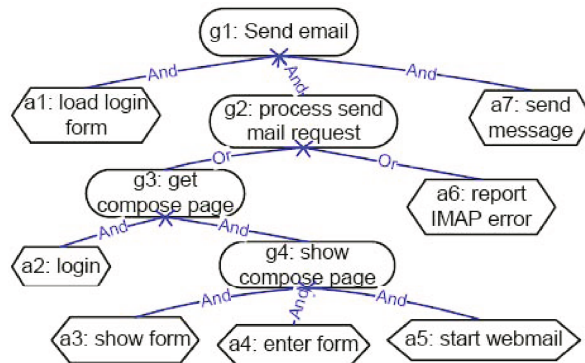 g1: Send email
And
And
And
a1: load login
form
g2: process send
mail request
a7: send
message
Or
Or
g3: get
compose page
a6: report
IMAP error
And
And
a2: login
g4: show
compose page
And
And
And
a3: show form
a4: enter form
a5: start webmail